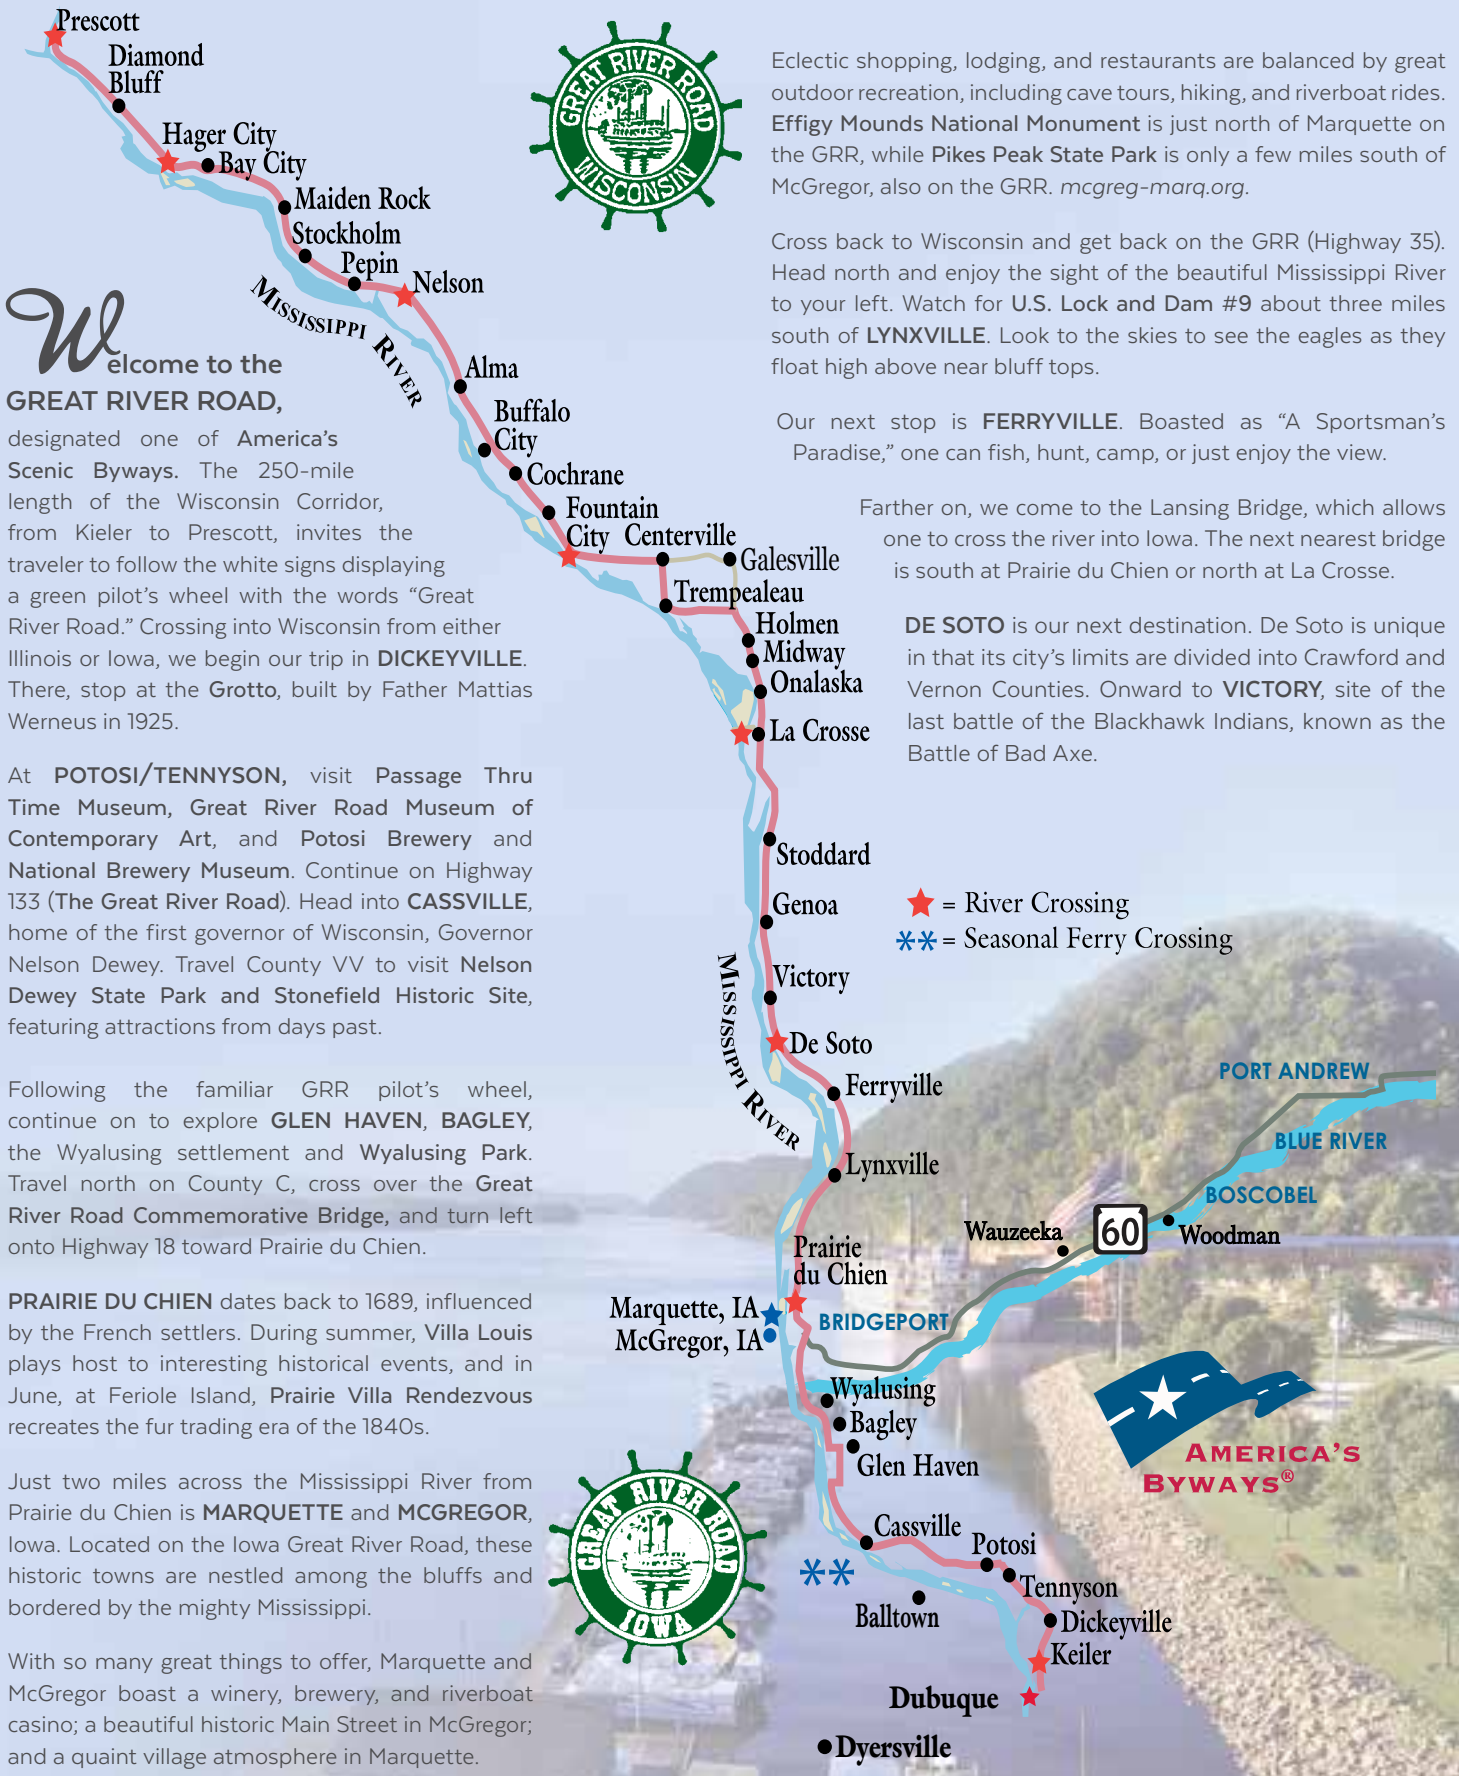 Prescott
Diamond
Bluff
Hager City
Bay City
Maiden Rock
Stockholm
Pepin
Nelson
MISSISSIPPI RIVER
Alma
Buffalo
City
Cochrane
Fountain
City
Centerville
Galesville
Trempealeau
Holmen
Midway
Onalaska
La Crosse
Stoddard
Genoa
Victory
De Soto
MISSISSIPPI RIVER
Ferryville
Lynxville
Prairie
du Chien
Marquette, IA
McGregor, IA
Wyalusing
Bagley
Glen Haven
Cassville
Potosi
Tennyson
Balltown
Dickeyville
Keiler
Dubuque
Dyersville
BRIDGEPORT
Wauzeeka
60
Woodman
BOSCOBEL
BLUE RIVER
PORT ANDREW
= River Crossing
** = Seasonal Ferry Crossing
GREAT RIVER ROAD
WISCONSIN
GREAT RIVER ROAD
IOWA
AMERICA'S
BYWAYS®
Welcome to the
GREAT RIVER ROAD,
designated one of America's
Scenic Byways. The 250-mile
length of the Wisconsin Corridor,
from Kieler to Prescott, invites the
traveler to follow the white signs displaying
a green pilot's wheel with the words “Great
River Road.” Crossing into Wisconsin from either
Illinois or Iowa, we begin our trip in DICKEYVILLE.
There, stop at the Grotto, built by Father Mattias
Werneus in 1925.
At POTOSI/TENNYSON, visit Passage Thru
Time Museum, Great River Road Museum of
Contemporary Art, and Potosi Brewery and
National Brewery Museum. Continue on Highway
133 (The Great River Road). Head into CASSVILLE,
home of the first governor of Wisconsin, Governor
Nelson Dewey. Travel County VV to visit Nelson
Dewey State Park and Stonefield Historic Site,
featuring attractions from days past.
Following the familiar GRR pilot's wheel,
continue on to explore GLEN HAVEN, BAGLEY,
the Wyalusing settlement and Wyalusing Park.
Travel north on County C, cross over the Great
River Road Commemorative Bridge, and turn left
onto Highway 18 toward Prairie du Chien.
PRAIRIE DU CHIEN dates back to 1689, influenced
by the French settlers. During summer, Villa Louis
plays host to interesting historical events, and in
June, at Feriole Island, Prairie Villa Rendezvous
recreates the fur trading era of the 1840s.
Just two miles across the Mississippi River from
Prairie du Chien is MARQUETTE and MCGREGOR,
Iowa. Located on the Iowa Great River Road, these
historic towns are nestled among the bluffs and
bordered by the mighty Mississippi.
With so many great things to offer, Marquette and
McGregor boast a winery, brewery, and riverboat
casino; a beautiful historic Main Street in McGregor;
and a quaint village atmosphere in Marquette.
Eclectic shopping, lodging, and restaurants are balanced by great
outdoor recreation, including cave tours, hiking, and riverboat rides.
Effigy Mounds National Monument is just north of Marquette on
the GRR, while Pikes Peak State Park is only a few miles south of
McGregor, also on the GRR. mcgreg-marq.org.
Cross back to Wisconsin and get back on the GRR (Highway 35).
Head north and enjoy the sight of the beautiful Mississippi River
to your left. Watch for U.S. Lock and Dam #9 about three miles
south of LYNXVILLE. Look to the skies to see the eagles as they
float high above near bluff tops.
Our next stop is FERRYVILLE. Boasted as “A Sportsman's
Paradise,” one can fish, hunt, camp, or just enjoy the view.
Farther on, we come to the Lansing Bridge, which allows
one to cross the river into Iowa. The next nearest bridge
is south at Prairie du Chien or north at La Crosse.
DE SOTO is our next destination. De Soto is unique
in that its city's limits are divided into Crawford and
Vernon Counties. Onward to VICTORY, site of the
last battle of the Blackhawk Indians, known as the
Battle of Bad Axe.